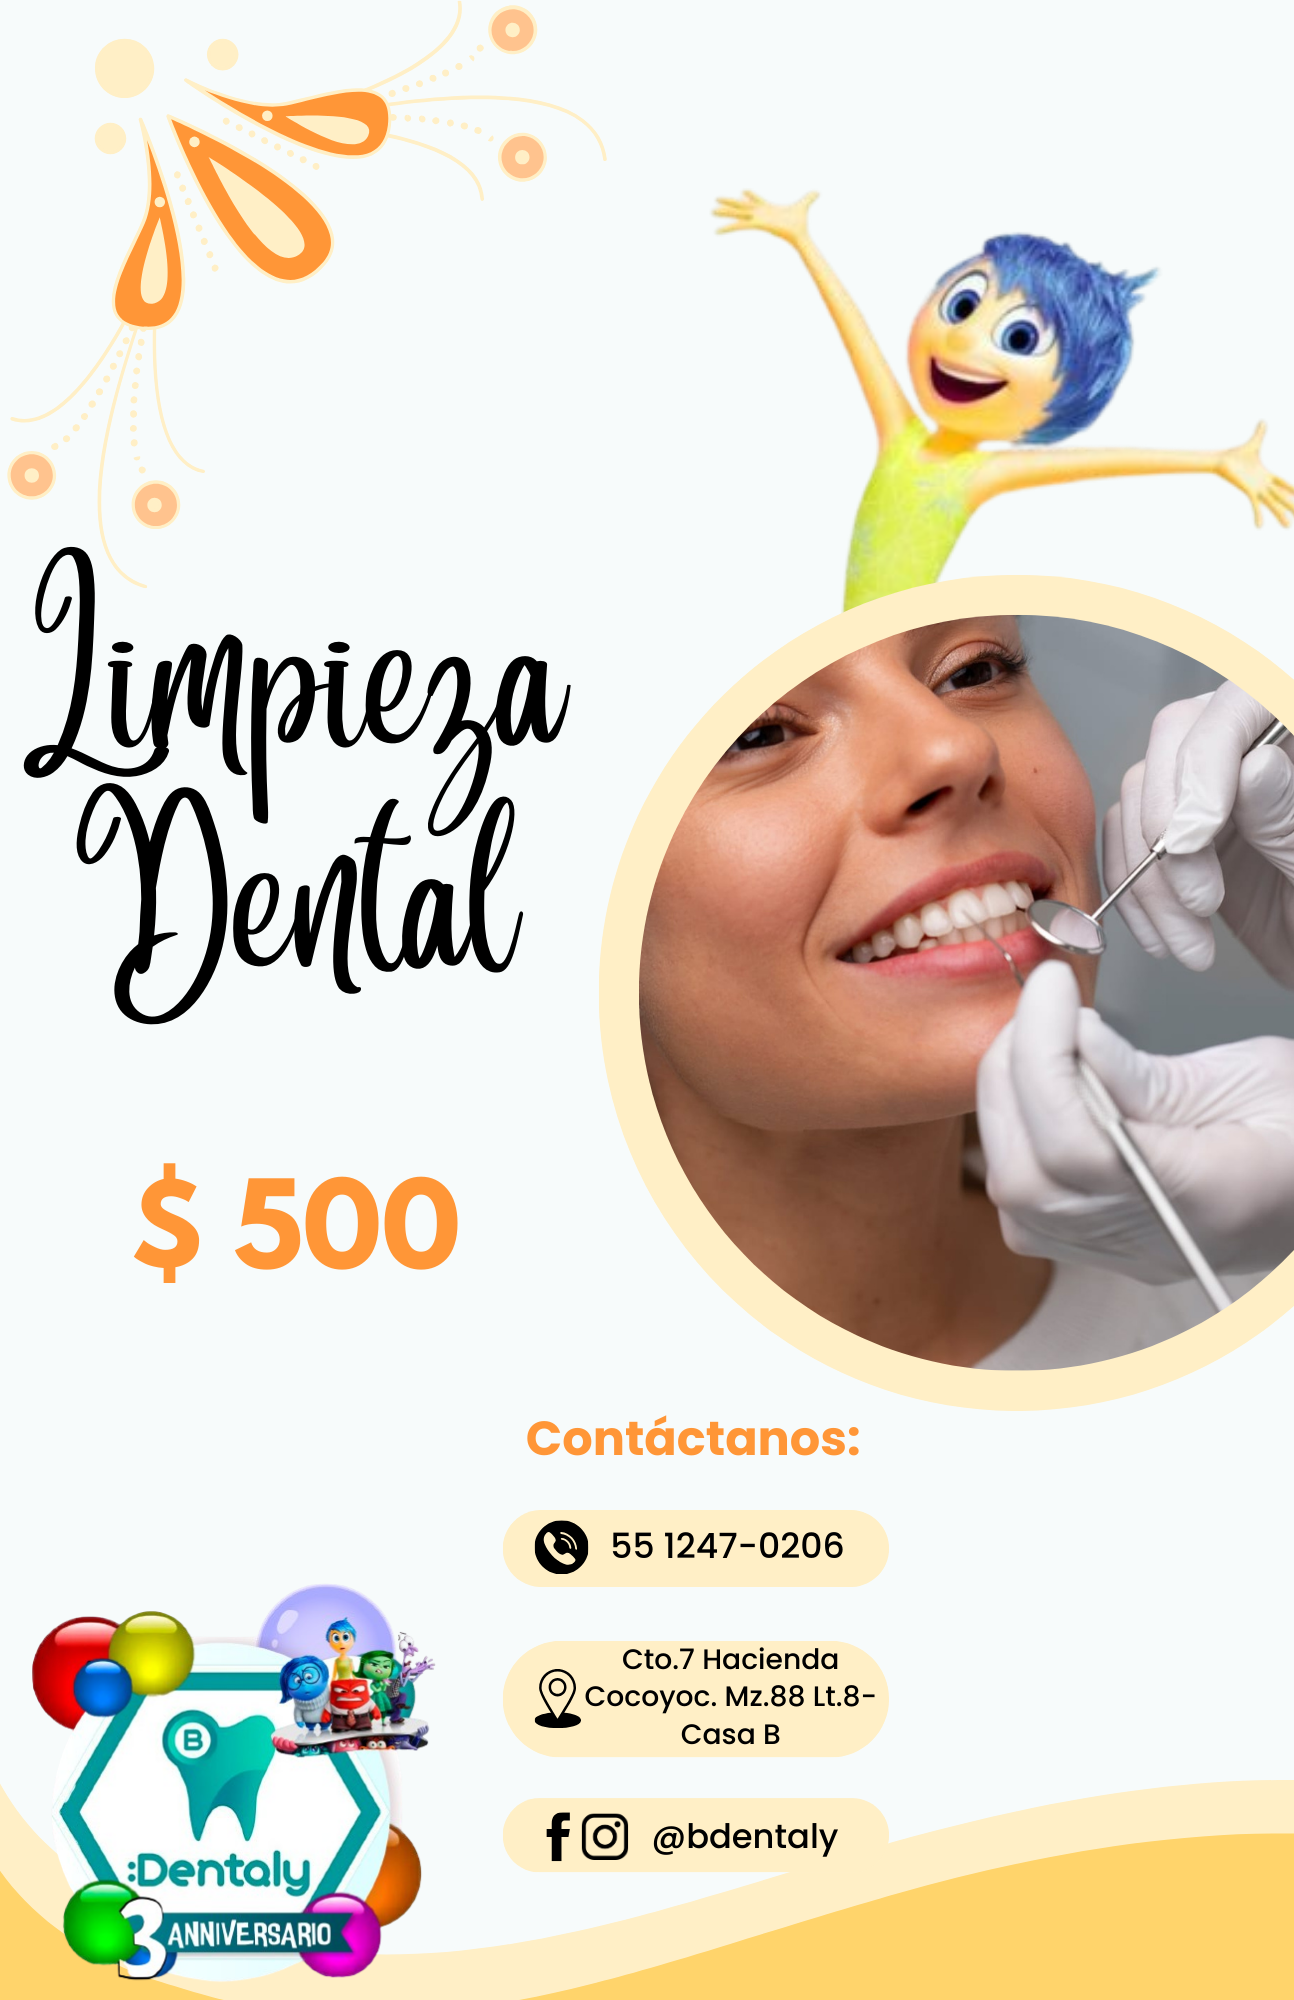 Limpieza
Dental
$ 500
Contáctanos:
55 1247-0206
Cto.7 Hacienda
Cocoyoc. Mz.88 Lt.8-
Casa B
@bdentaly
B
:Dentaly
3 ANNIVERSARIO